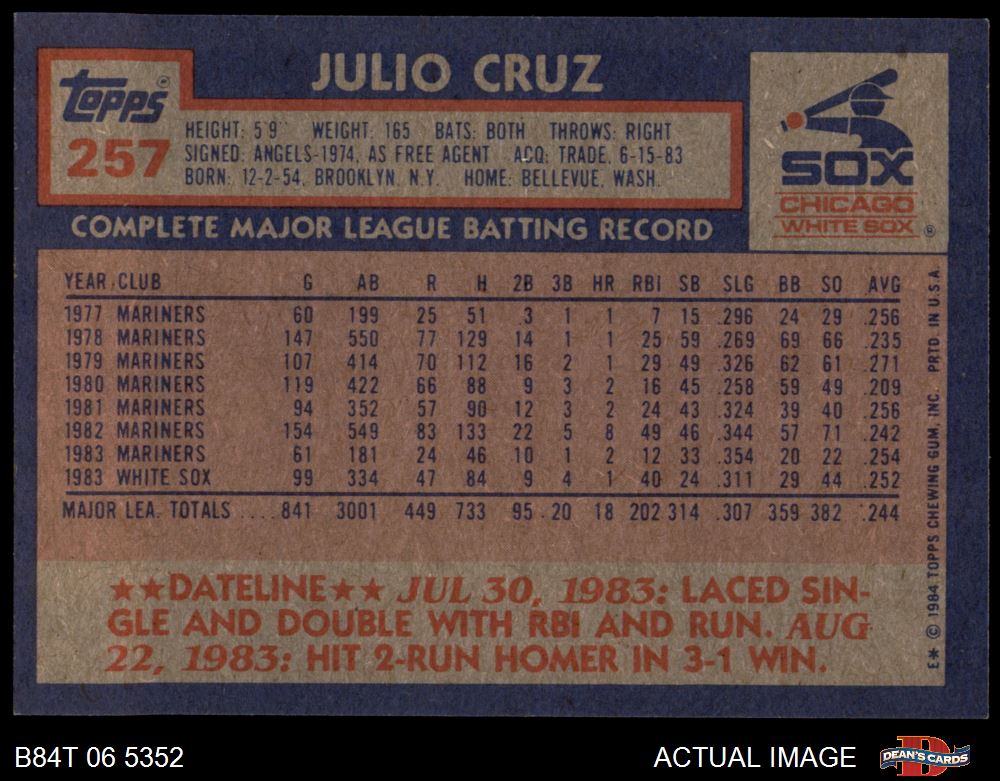 JULIO CRUZ
Topps
257
HEIGHT: 5'9" WEIGHT: 165 BATS: BOTH THROWS: RIGHT
SIGNED: ANGELS-1974, AS FREE AGENT ACQ: TRADE, 6-15-83
BORN: 12-2-54, BROOKLYN, N.Y. HOME: BELLEVUE, WASH.
SOX
CHICAGO
WHITE SOX ®
COMPLETE MAJOR LEAGUE BATTING RECORD
YEAR CLUB G AB R H 2B 3B HR RBI SB SLG BB SO AVG
1977 MARINERS 60 199 25 51 3 1 1 7 15 .296 24 29 .256
1978 MARINERS 147 550 77 129 14 1 1 25 59 .269 69 66 .235
1979 MARINERS 107 414 70 112 16 2 1 29 49 .326 62 61 .271
1980 MARINERS 119 422 66 88 9 3 2 16 45 .258 59 49 .209
1981 MARINERS 94 352 57 90 12 3 2 24 43 .324 39 40 .256
1982 MARINERS 154 549 83 133 22 5 8 49 46 .344 57 71 .242
1983 MARINERS 61 181 24 46 10 1 2 12 33 .354 20 22 .254
1983 WHITE SOX 99 334 47 84 9 4 1 40 24 .311 29 44 .252
MAJOR LEA. TOTALS .... 841 3001 449 733 95 20 18 202 314 .307 359 382 .244
★★DATELINE★★ JUL 30, 1983: LACED SIN-
GLE AND DOUBLE WITH RBI AND RUN. AUG
22, 1983: HIT 2-RUN HOMER IN 3-1 WIN.
E* © 1984 TOPPS CHEWING GUM, INC. PRTD. IN U.S.A.
B84T 06 5352
ACTUAL IMAGE
DEAN'S CARDS